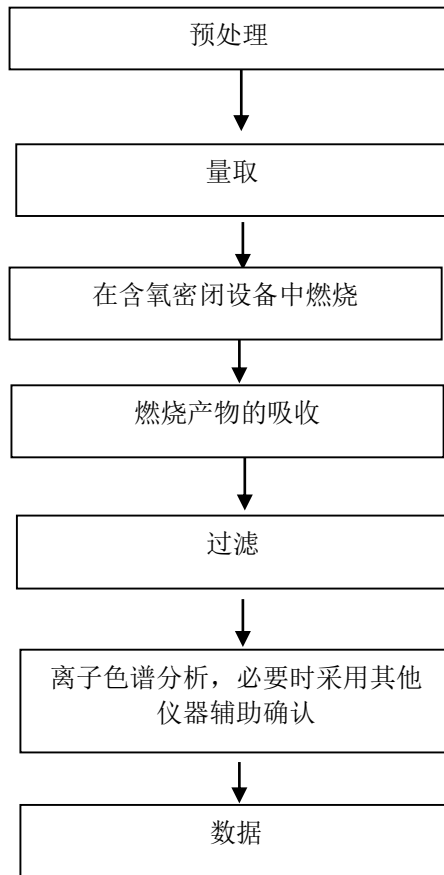 预处理
量取
在含氧密闭设备中燃烧
燃烧产物的吸收
过滤
离子色谱分析，必要时采用其他
仪器辅助确认
数据